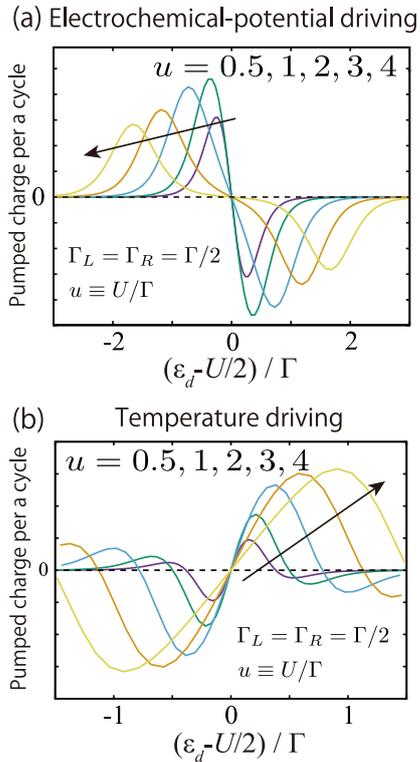 (a) Electrochemical-potential driving
u = 0.5, 1, 2, 3, 4
Pumped charge per a cycle
0
Γ_L = Γ_R = Γ/2
u ≡ U/Γ
-2 0 2
(ε_d-U/2) / Γ
(b) Temperature driving
u = 0.5, 1, 2, 3, 4
Pumped charge per a cycle
0
Γ_L = Γ_R = Γ/2
u ≡ U/Γ
-1 0 1
(ε_d-U/2) / Γ